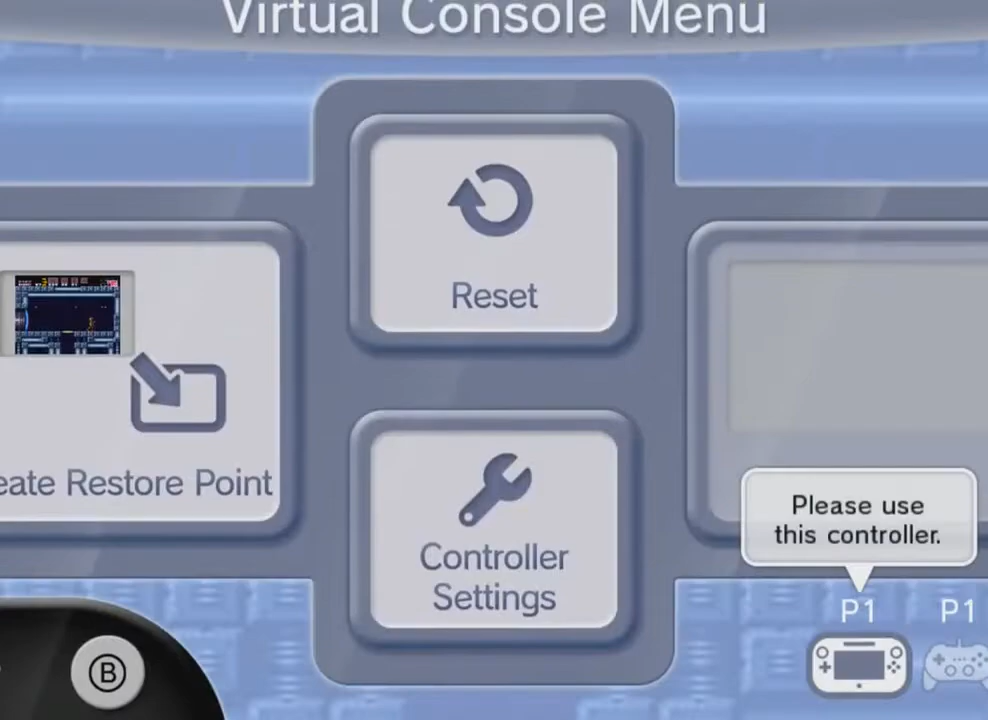 Virtual Console Menu
Reset
eate Restore Point
Controller
Settings
Please use
this controller.
P1
P1
B